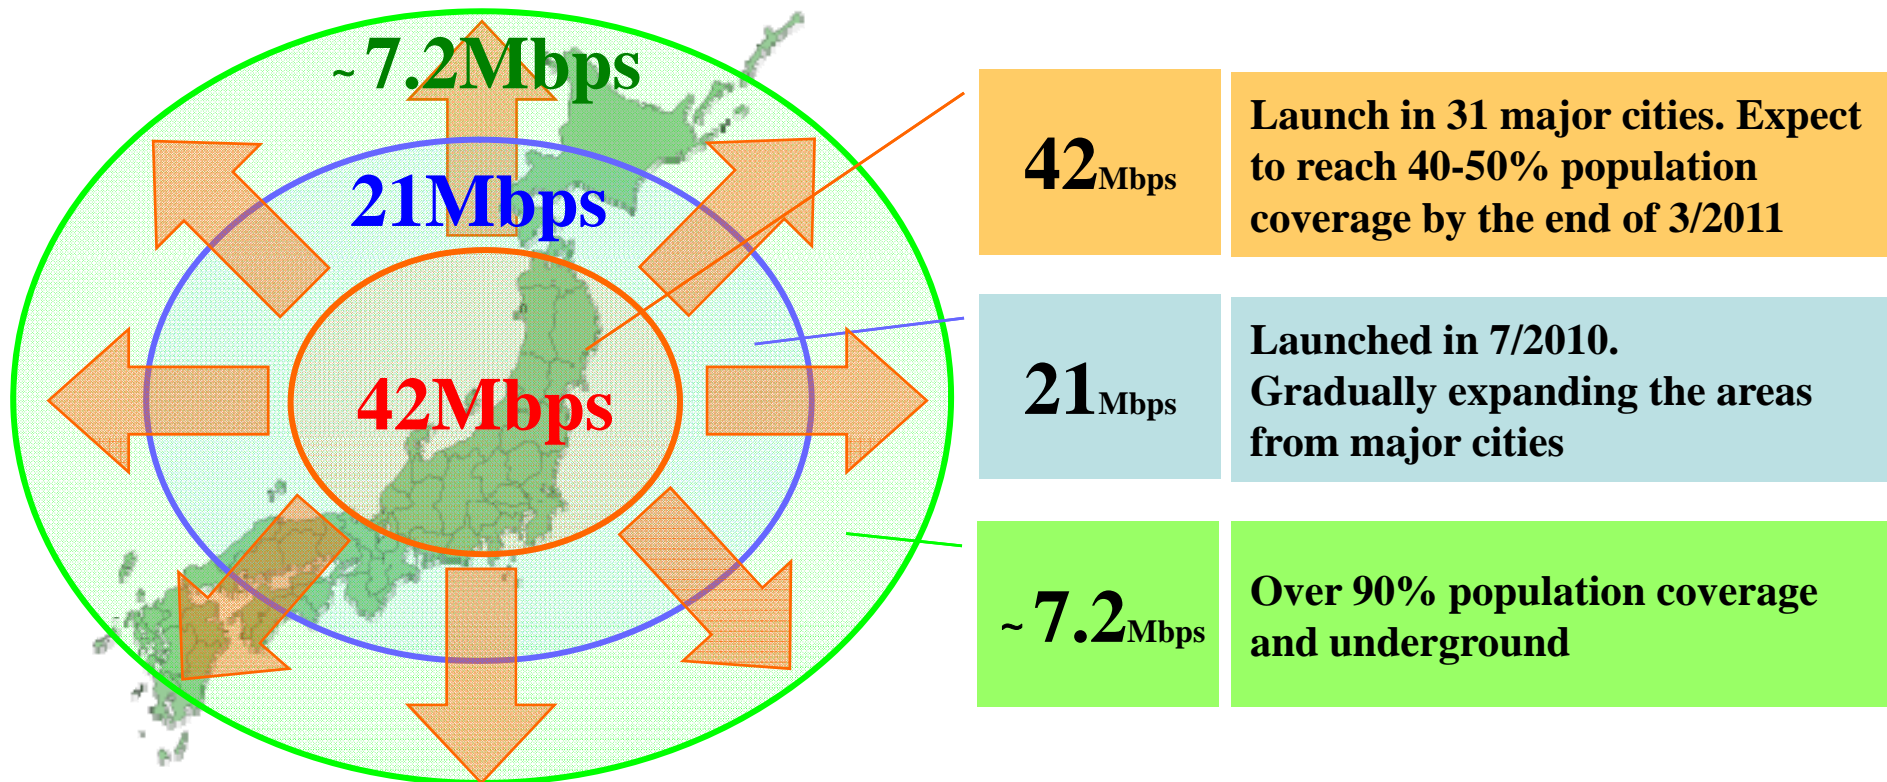 ~ 7.2Mbps
21Mbps
42Mbps
42Mbps
Launch in 31 major cities. Expect
to reach 40-50% population
coverage by the end of 3/2011
21Mbps
Launched in 7/2010.
Gradually expanding the areas
from major cities
~ 7.2Mbps
Over 90% population coverage
and underground